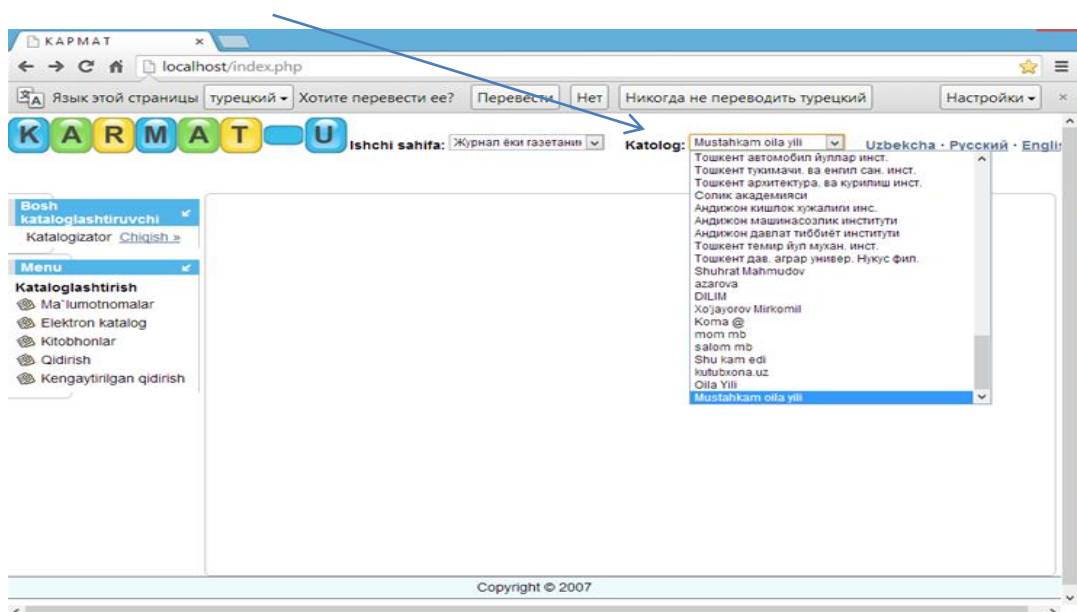 КАРМАТ
localhost/index.php
Язык этой страницы турецкий Хотите перевести ее? Перевести Нет Никогда не переводить турецкий Настройки
KARMAT-U
Ishchi sahifa: Журнал ёки газетани Katolog: Mustahkam oila yili Uzbekcha · Русский · Englis
Тошкент автомобил йуллар инст.
Тошкент тукимачи. ва енгил сан. инст.
Тошкент архитектура. ва курилиш инст.
Солик академияси
Андижон кишлок хужалиги инс.
Андижон машинасозлик институти
Андижон давлат тиббиёт институти
Тошкент темир йул мухан. инст.
Тошкент дав. аграр универ. Нукус фил.
Shuhrat Mahmudov
azarova
DILIM
Xo'jayorov Mirkomil
Koma @
mom mb
salom mb
Shu kam edi
kutubxona.uz
Oila Yili
Mustahkam oila yili
Bosh
kataloglashtiruvchi
Katalogizator Chiqish »
Menu
Kataloglashtirish
Ma`lumotnomalar
Elektron katalog
Kitobhonlar
Qidirish
Kengaytirilgan qidirish
Copyright © 2007